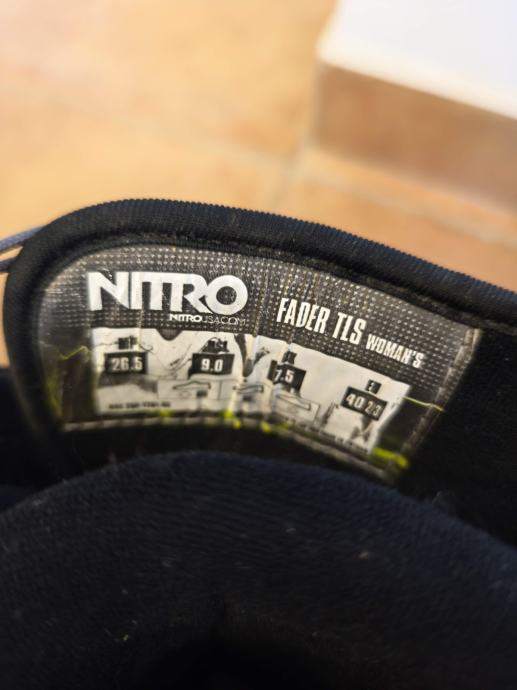 NITRO
NITROUSA.COM
FADER TLS WOMAN'S
26.5 9.0 7.5 40 2/3